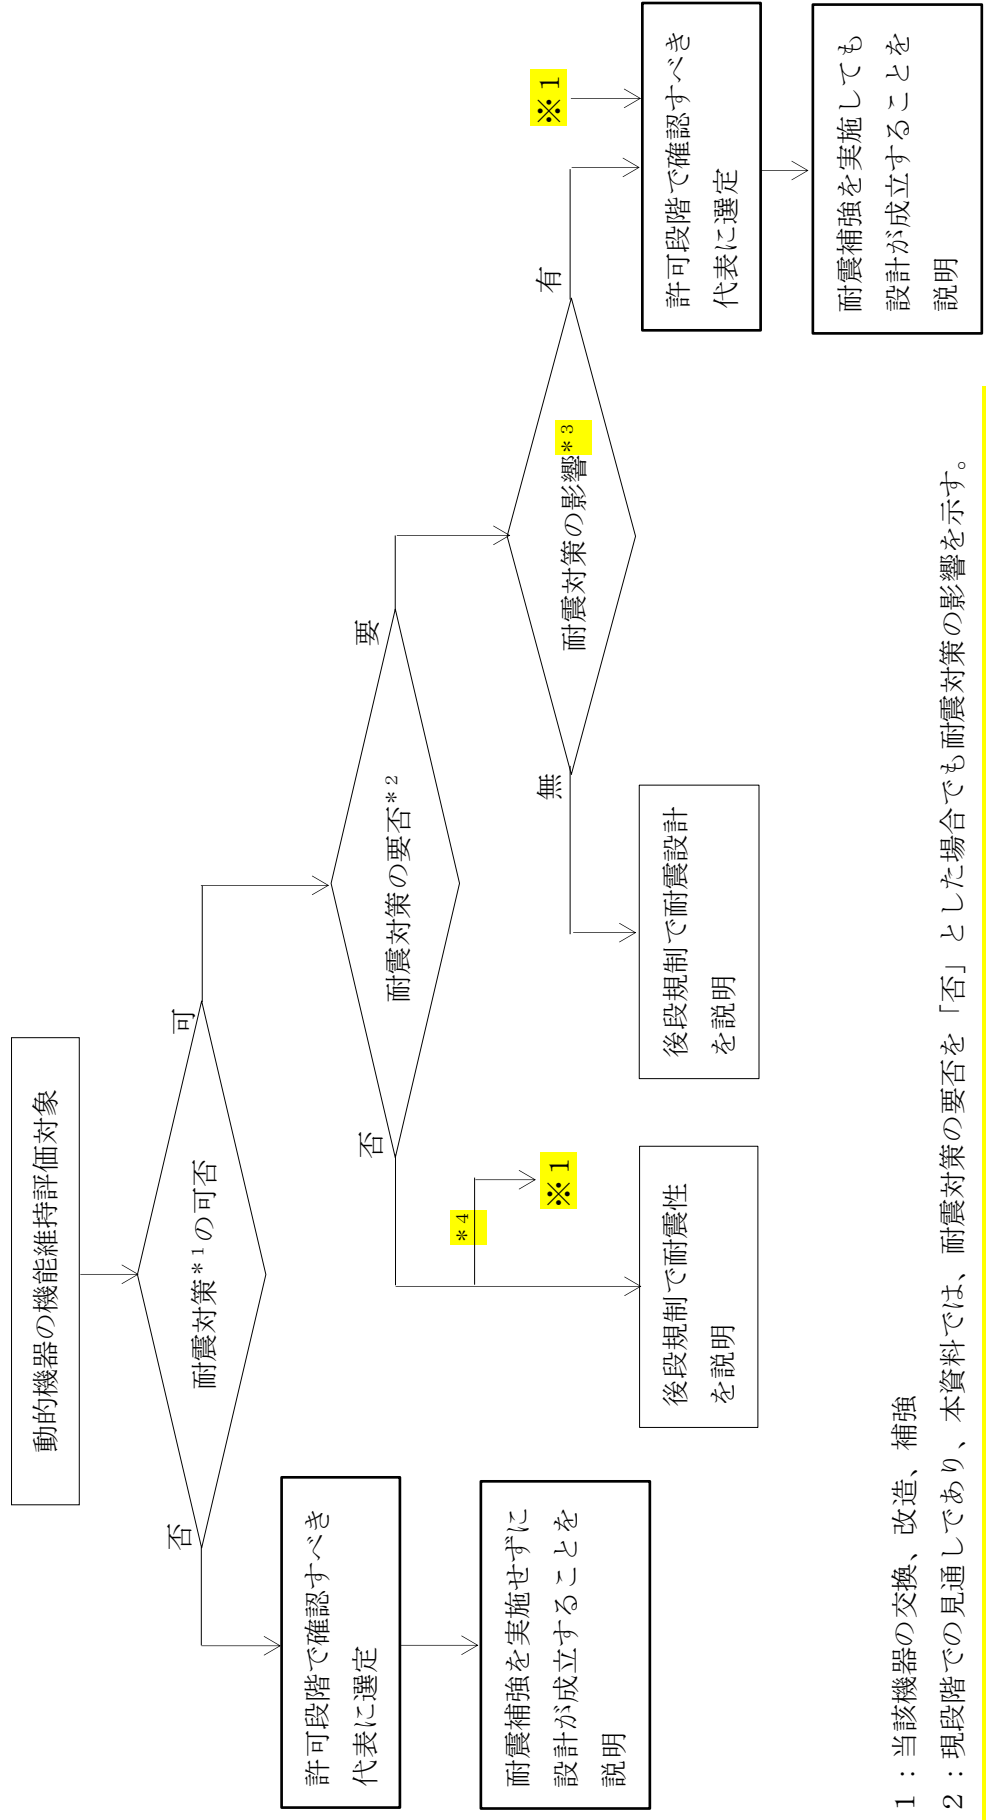 動的機器の機能維持評価対象
耐震対策*1の可否
否
可
許可段階で確認すべき
代表に選定
耐震補強を実施せずに
設計が成立することを
説明
耐震対策の要否*2
否
要
*4
※1
後段規制で耐震性
を説明
耐震対策の影響*3
無
有
後段規制で耐震設計
を説明
※1
許可段階で確認すべき
代表に選定
耐震補強を実施しても
設計が成立することを
説明
1:当該機器の交換、改造、補強
2:現段階での見通しであり、本資料では、耐震対策の要否を「否」とした場合でも耐震対策の影響を示す。